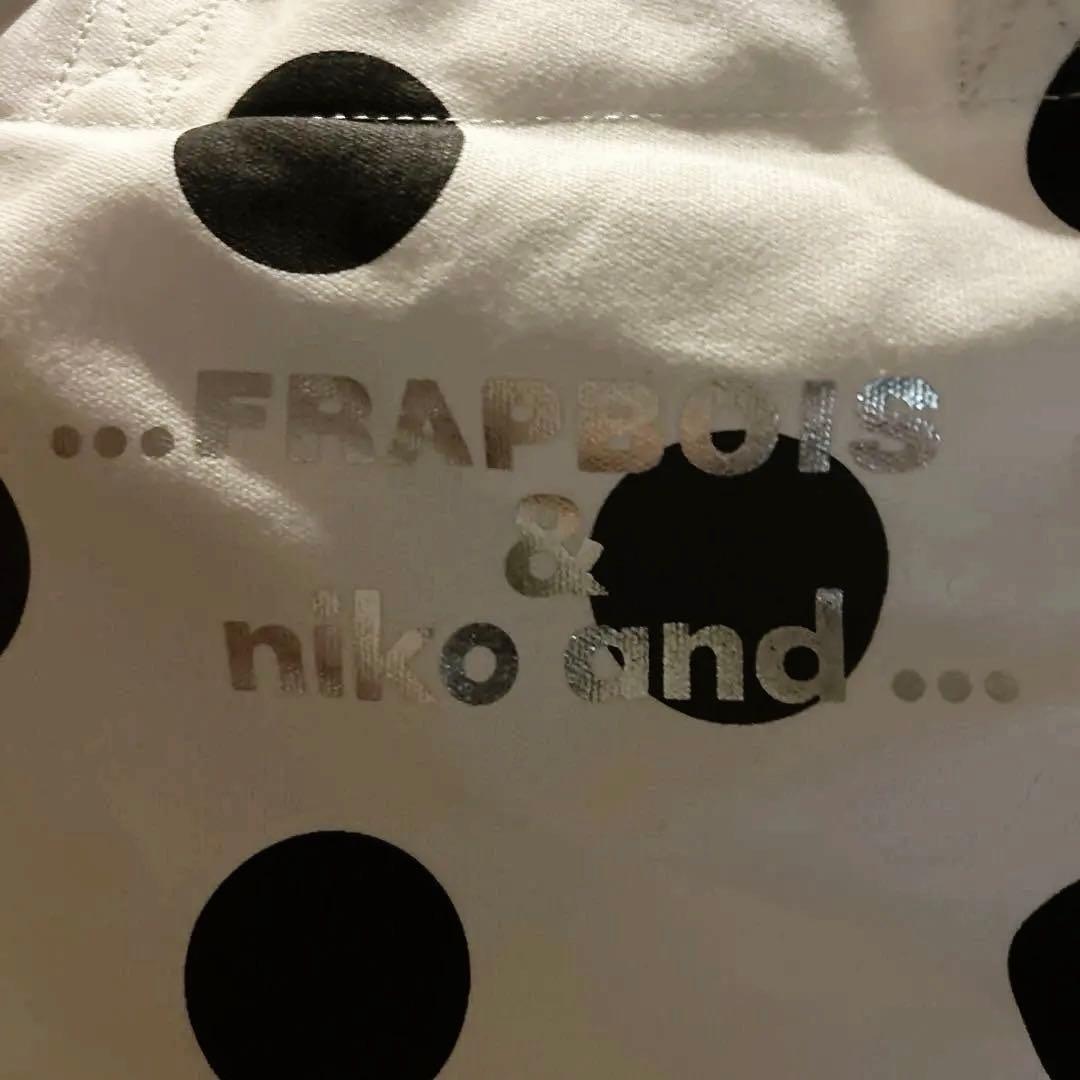 ...FRAPBOIS
&
niko and ...